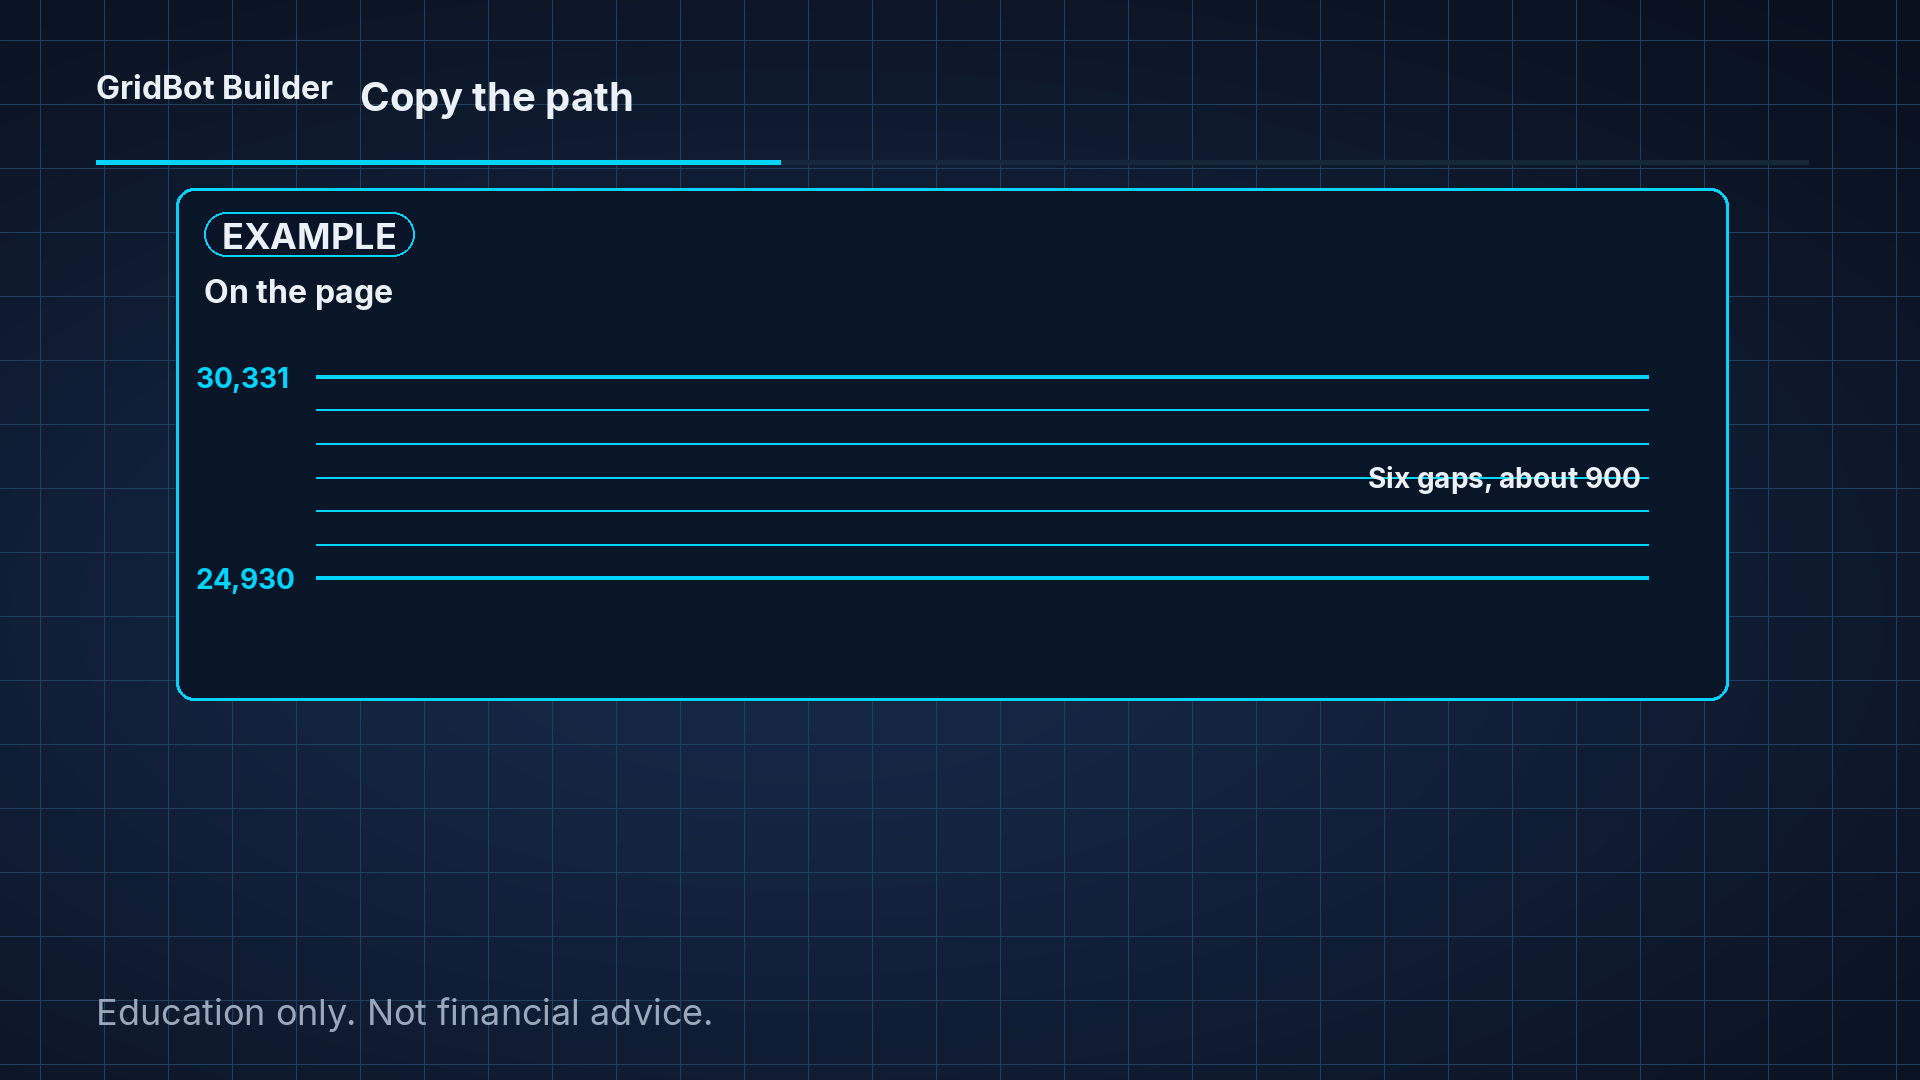 GridBot Builder
Copy the path
EXAMPLE
On the page
30,331
Six gaps, about 900
24,930
Education only. Not financial advice.